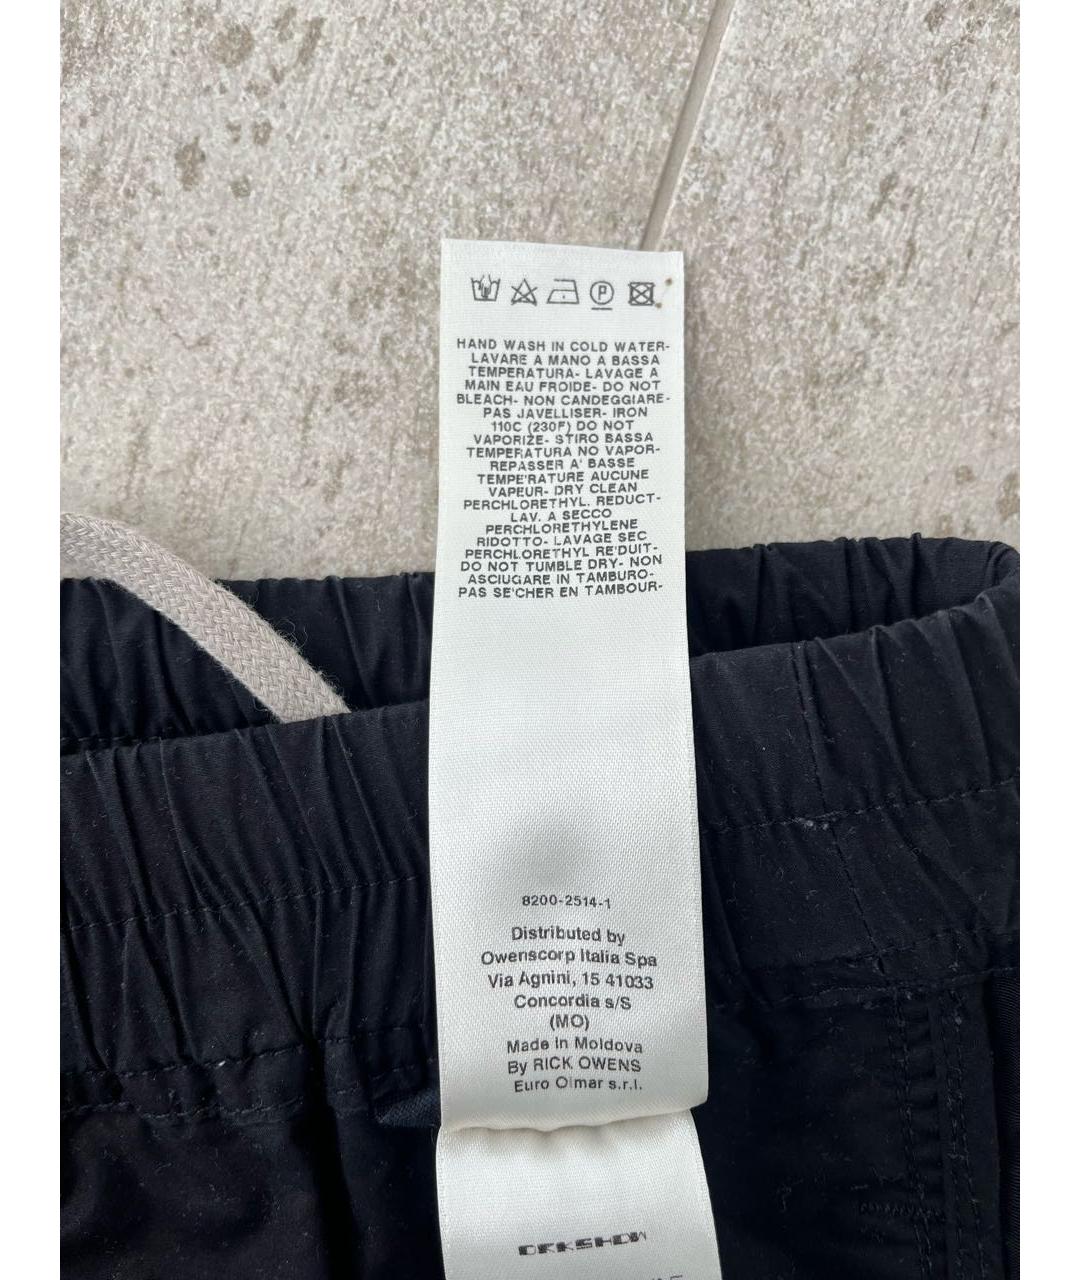 P
HAND WASH IN COLD WATER-
LAVARE A MANO A BASSA
TEMPERATURA- LAVAGE A
MAIN EAU FROIDE- DO NOT
BLEACH- NON CANDEGGIARE-
PAS JAVELLISER- IRON
110C (230F) DO NOT
VAPORIZE- STIRO BASSA
TEMPERATURA NO VAPOR-
REPASSER A' BASSE
TEMPE'RATURE AUCUNE
VAPEUR- DRY CLEAN
PERCHLORETHYL. REDUCT-
LAV. A SECCO
PERCHLORETHYLENE
RIDOTTO- LAVAGE SEC
PERCHLORETHYL RE'DUIT-
DO NOT TUMBLE DRY- NON
ASCIUGARE IN TAMBURO-
PAS SE'CHER EN TAMBOUR-
8200-2514-1
Distributed by
Owenscorp Italia Spa
Via Agnini, 15 41033
Concordia s/S
(MO)
Made in Moldova
By RICK OWENS
Euro Olmar s.r.l.
DRKSHDW